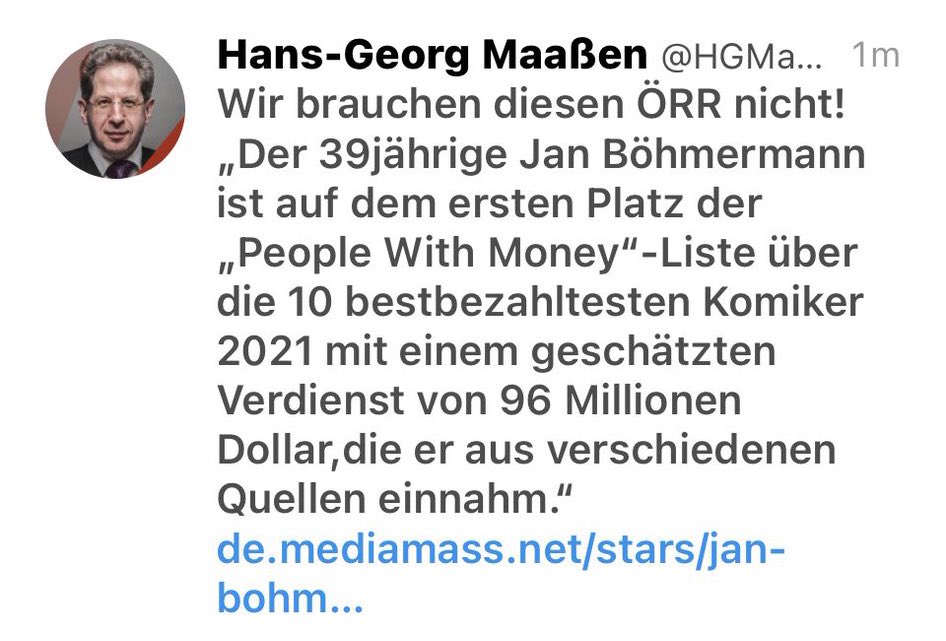 Hans-Georg Maaßen @HGMa... 1m
Wir brauchen diesen ÖRR nicht!
„Der 39jährige Jan Böhmermann
ist auf dem ersten Platz der
„People With Money“-Liste über
die 10 bestbezahltesten Komiker
2021 mit einem geschätzten
Verdienst von 96 Millionen
Dollar,die er aus verschiedenen
Quellen einnahm.“
de.mediamass.net/stars/jan-
bohm...